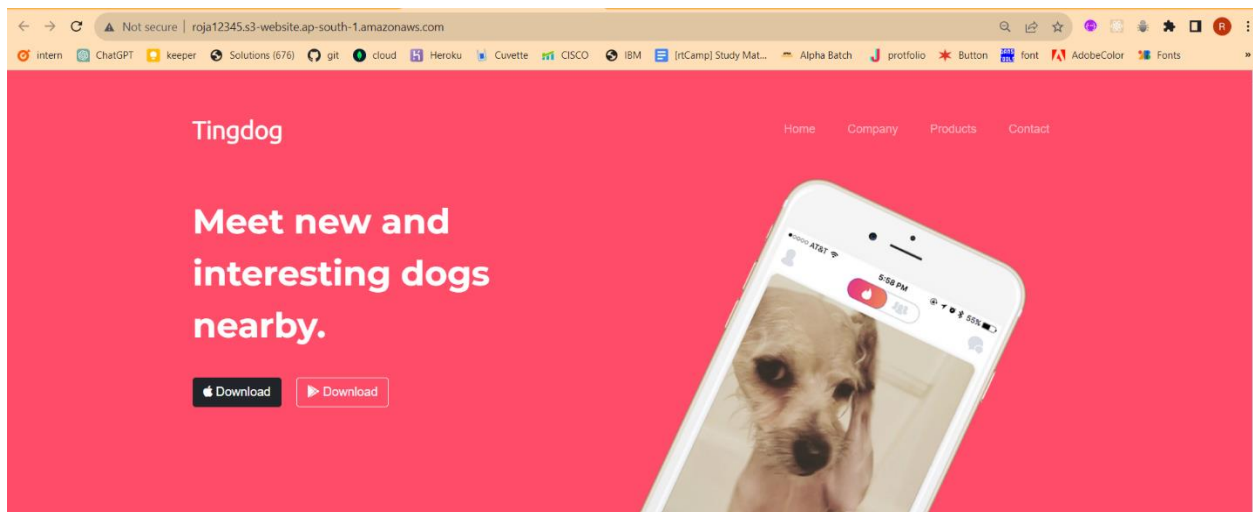 Not secure | roja12345.s3-website.ap-south-1.amazonaws.com
R
intern ChatGPT keeper Solutions (676) git cloud Heroku Cuvette CISCO IBM [rtCamp] Study Mat... Alpha Batch protfolio Button font AdobeColor Fonts »
Tingdog
Home Company Products Contact
Meet new and
interesting dogs
nearby.
Download Download
AT&T
5:58 PM
55%